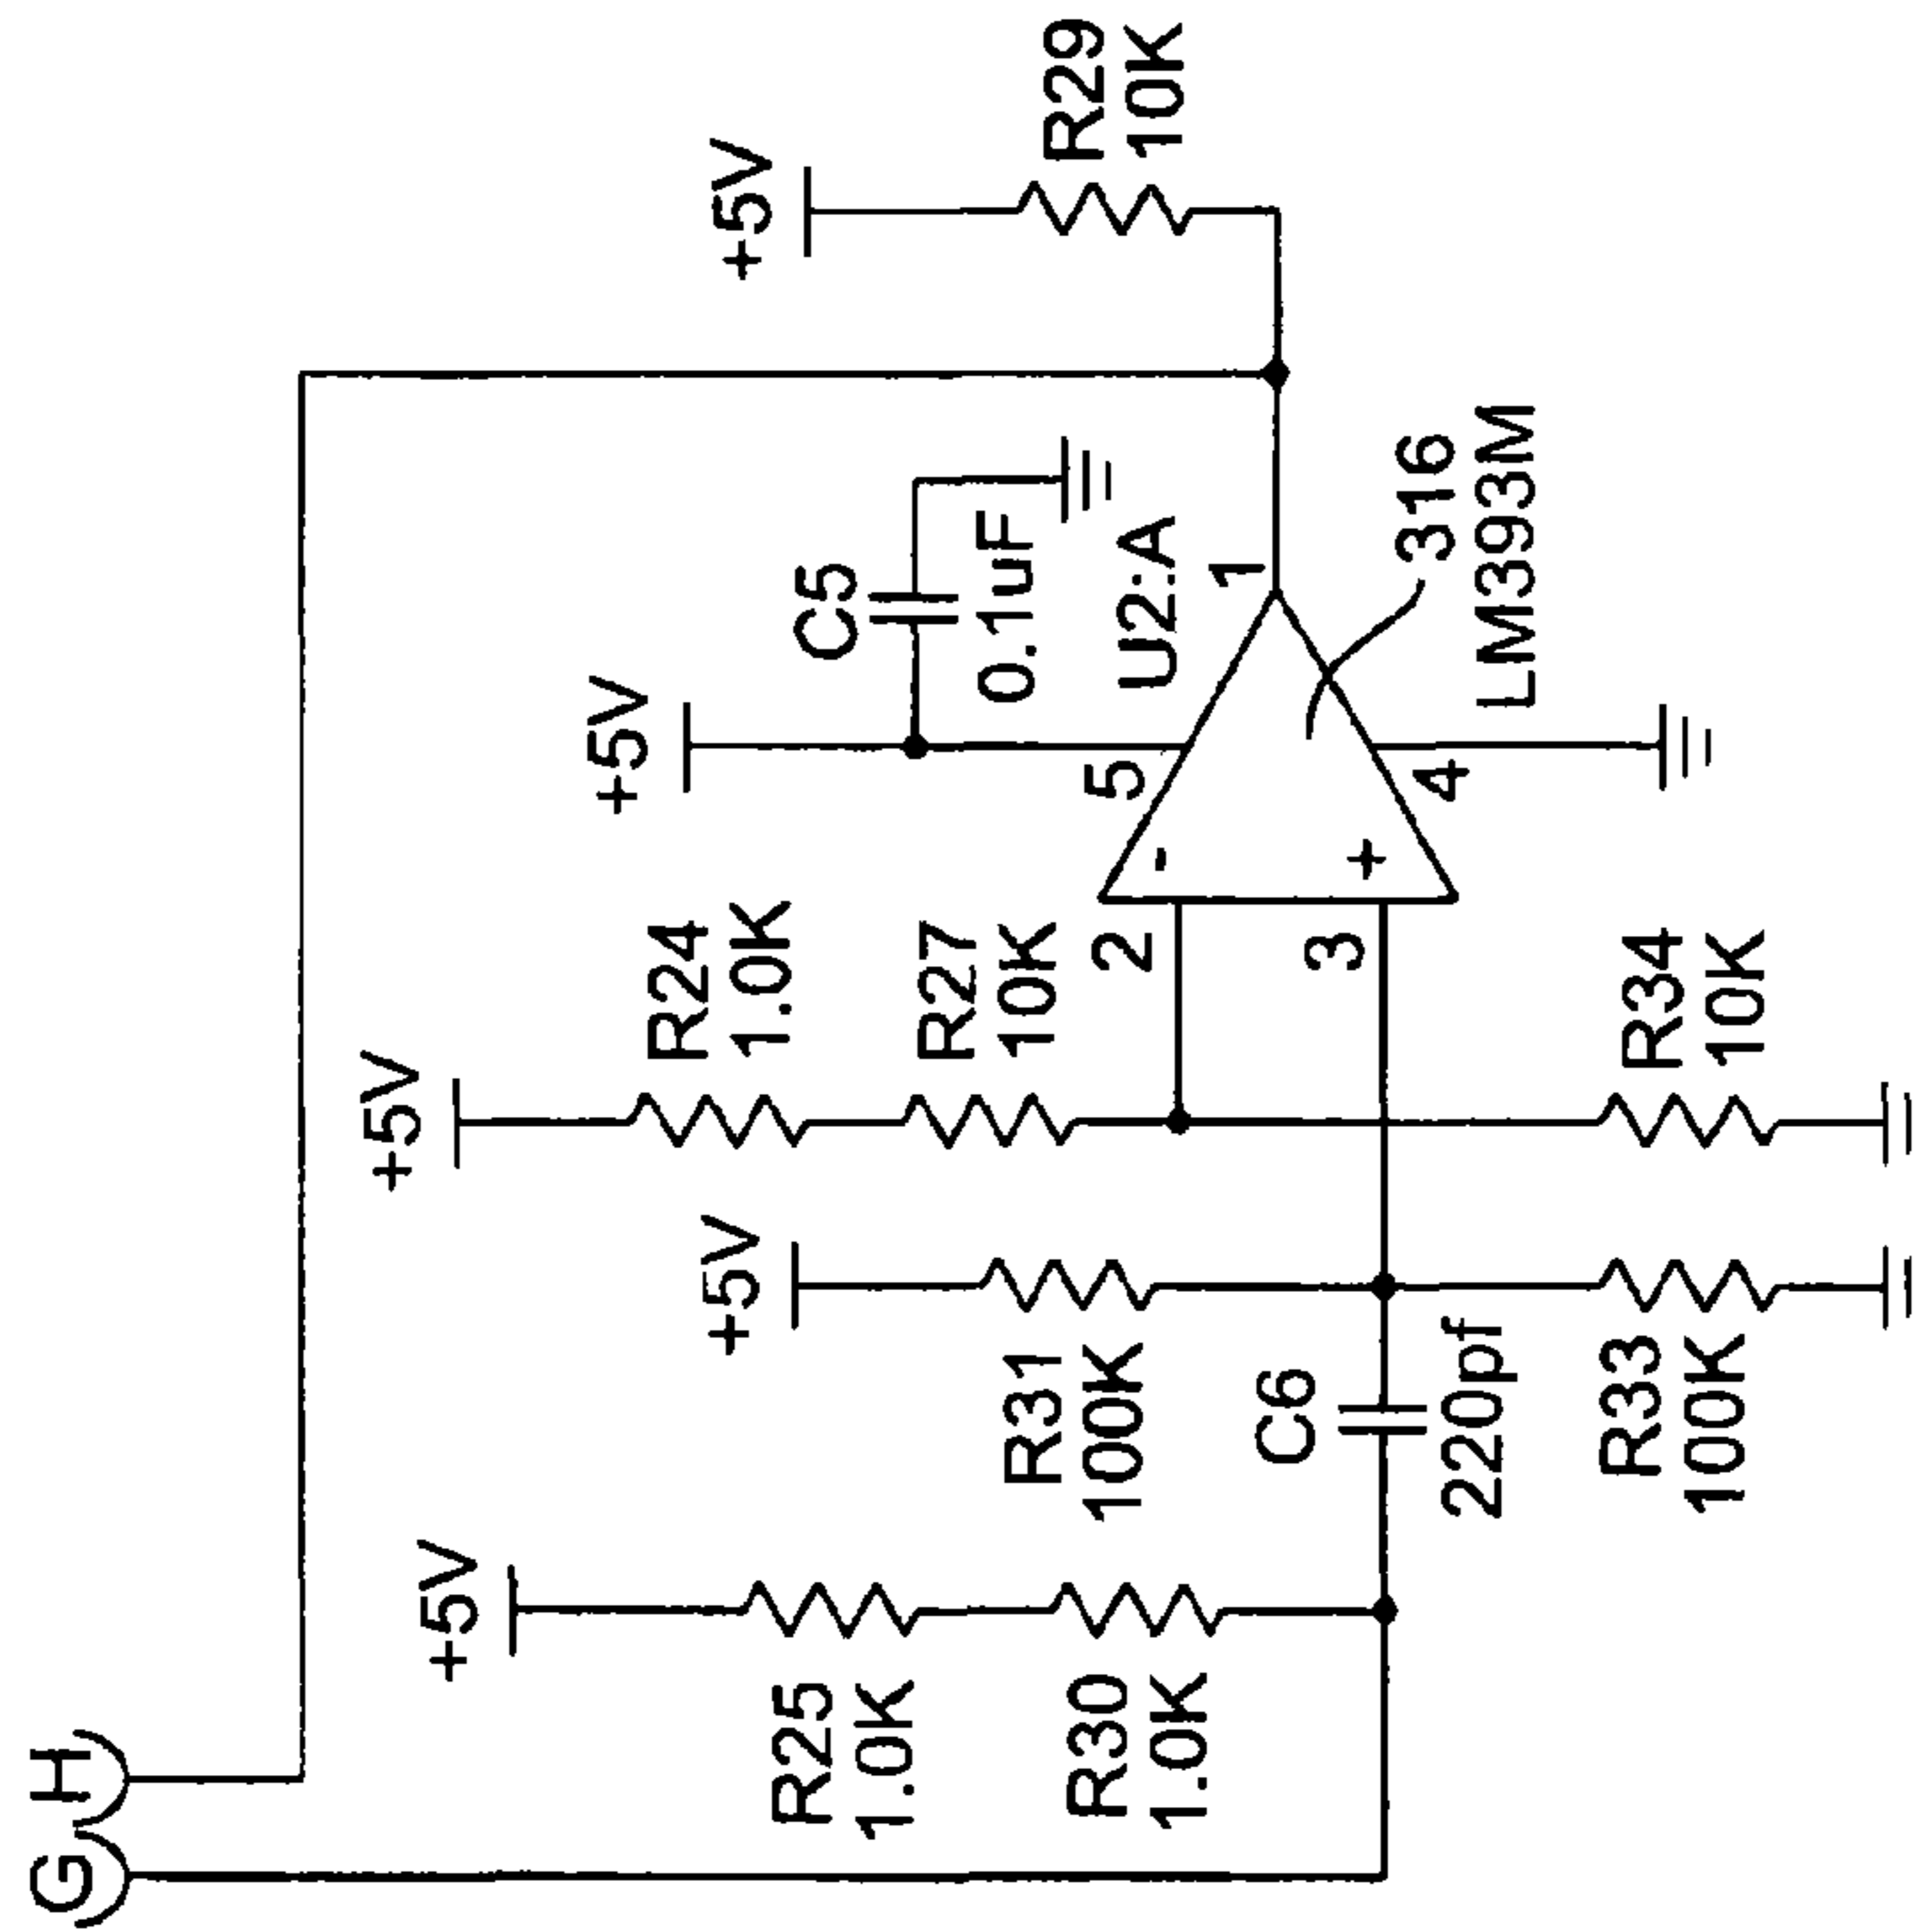 G
H
+5V
R25
1.0K
R30
1.0K
+5V
R31
100K
C6
220pf
R33
100K
+5V
R24
1.0K
R27
10K
R34
10K
2
3
-
+
+5V
5
4
C5
0.1uF
U2:A
1
316
LM393M
+5V
R29
10K